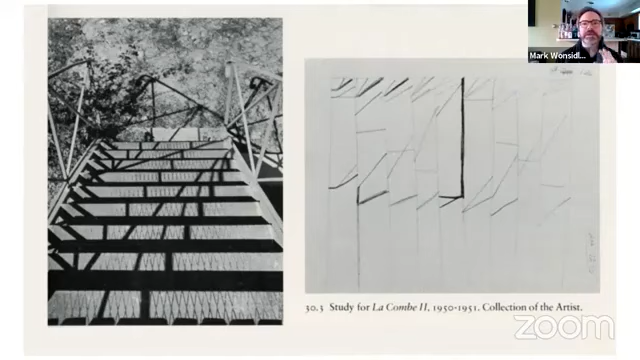 Mark Wonsidl...
30.3 Study for La Combe II, 1950-1951. Collection of the Artist.
zoom